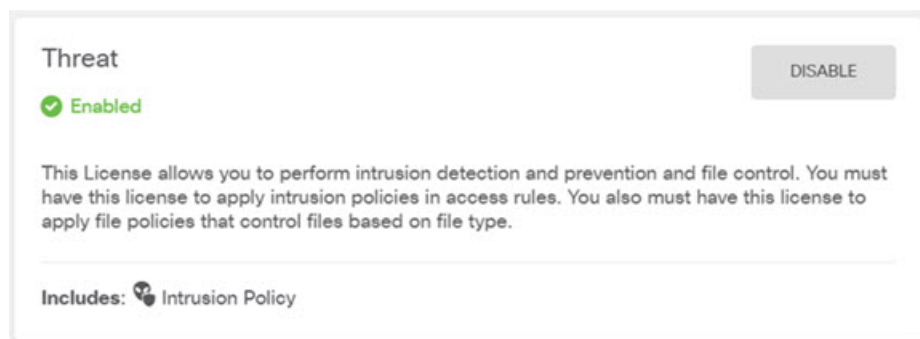 Threat
DISABLE
Enabled
This License allows you to perform intrusion detection and prevention and file control. You must
have this license to apply intrusion policies in access rules. You also must have this license to
apply file policies that control files based on file type.
Includes: Intrusion Policy